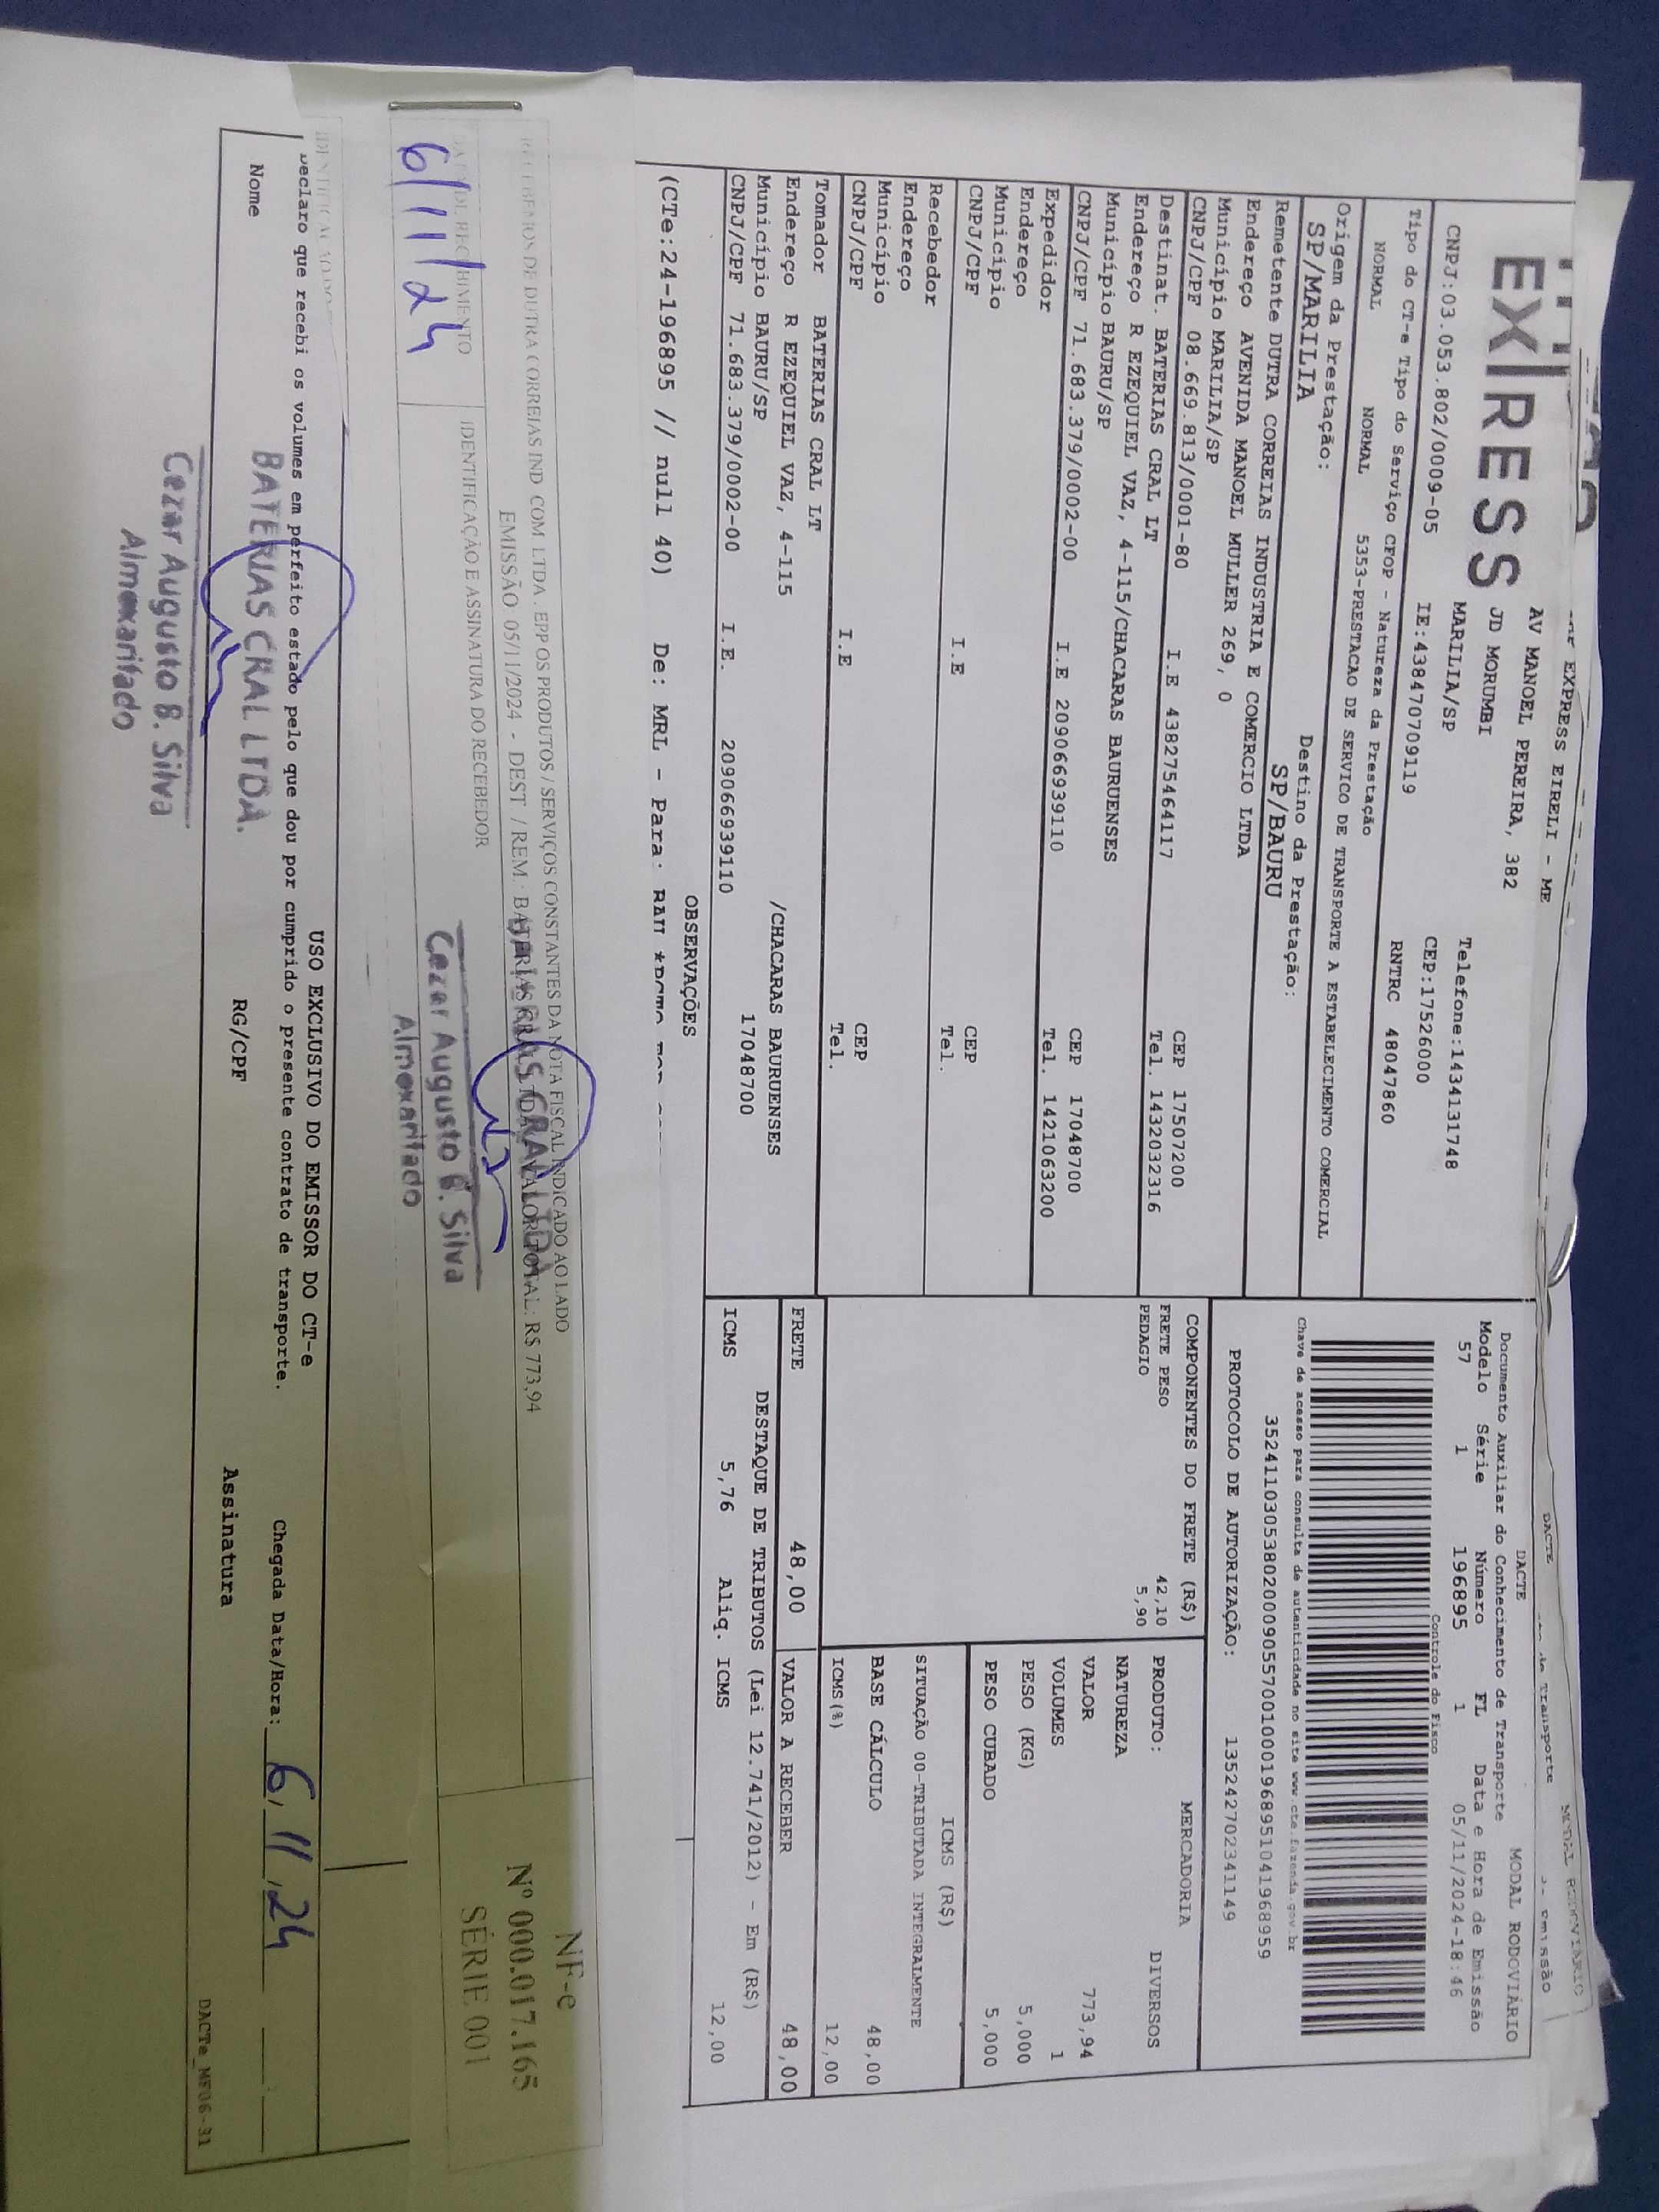 EXPRESS
EXPRESS EIRELI - ME
AV MANOEL PEREIRA, 382
JD MORUMBI
MARILIA/SP
Telefone:1434131748
CEP:17526000
CNPJ:03.053.802/0009-05
IE:438470709119
RNTRC 48047860
Tipo do CT-e Tipo do Serviço CFOP - Natureza da Prestação
NORMAL NORMAL 5353-PRESTACAO DE SERVICO DE TRANSPORTE A ESTABELECIMENTO COMERCIAL
Origem da Prestação: Destino da Prestação:
SP/MARILIA SP/BAURU
Remetente DUTRA CORREIAS INDUSTRIA E COMERCIO LTDA
Endereço AVENIDA MANOEL MULLER 269, 0
Município MARILIA/SP CEP 17507200
CNPJ/CPF 08.669.813/0001-80 I.E 438275464117 Tel. 1432032316
Destinat. BATERIAS CRAL LT
Endereço R EZEQUIEL VAZ, 4-115/CHACARAS BAURUENSES
Município BAURU/SP CEP 17048700
CNPJ/CPF 71.683.379/0002-00 I.E 209066939110 Tel. 1421063200
Expedidor
Endereço
Município CEP
CNPJ/CPF I.E Tel.
Recebedor
Endereço
Município CEP
CNPJ/CPF I.E Tel.
Tomador BATERIAS CRAL LT
Endereço R EZEQUIEL VAZ, 4-115 /CHACARAS BAURUENSES
Município BAURU/SP 17048700
CNPJ/CPF 71.683.379/0002-00 I.E. 209066939110
DACTE
MODAL RODOVIÁRIO
Documento Auxiliar do Conhecimento de Transporte
Modelo Série Número FL Data e Hora de Emissão
57 1 196895 1 05/11/2024-18:46
Controle do Fisco
Chave de acesso para consulta de autenticidade no site www.cte.fazenda.gov.br
35241103053802000905570010001968951041968959
PROTOCOLO DE AUTORIZAÇÃO: 135242702341149
COMPONENTES DO FRETE (R$)
FRETE PESO 42,10
PEDAGIO 5,90
MERCADORIA
PRODUTO: DIVERSOS
NATUREZA
VALOR 773,94
VOLUMES 1
PESO (KG) 5,000
PESO CUBADO 5,000
ICMS (R$)
SITUAÇÃO 00-TRIBUTADA INTEGRALMENTE
BASE CÁLCULO 48,00
ICMS(%) 12,00
FRETE 48,00 VALOR A RECEBER 48,00
DESTAQUE DE TRIBUTOS (Lei 12.741/2012) - Em (R$)
ICMS 5,76 Aliq. ICMS 12,00
OBSERVAÇÕES
(CTe:24-196895 // null 40) De: MRL - Para:
RECEBEMOS DE DUTRA CORREIAS IND COM LTDA . EPP OS PRODUTOS / SERVIÇOS CONSTANTES DA NOTA FISCAL INDICADO AO LADO
EMISSÃO: 05/11/2024 - DEST / REM.: BATERIAS CRAL LTDA - VALOR TOTAL: R$ 773,94
DATA DE RECEBIMENTO IDENTIFICAÇÃO E ASSINATURA DO RECEBEDOR
6/11/24
BATERIAS CRAL LTDA
Cezar Augusto B. Silva
Almoxarifado
NF-e
Nº 000.017.165
SÉRIE 001
USO EXCLUSIVO DO EMISSOR DO CT-e
Declaro que recebi os volumes em perfeito estado pelo que dou por cumprido o presente contrato de transporte. Chegada Data/Hora: 6/11/24
Nome RG/CPF Assinatura
BATERIAS CRAL LTDA.
Cezar Augusto B. Silva
Almoxarifado
DACTe_MF06-31